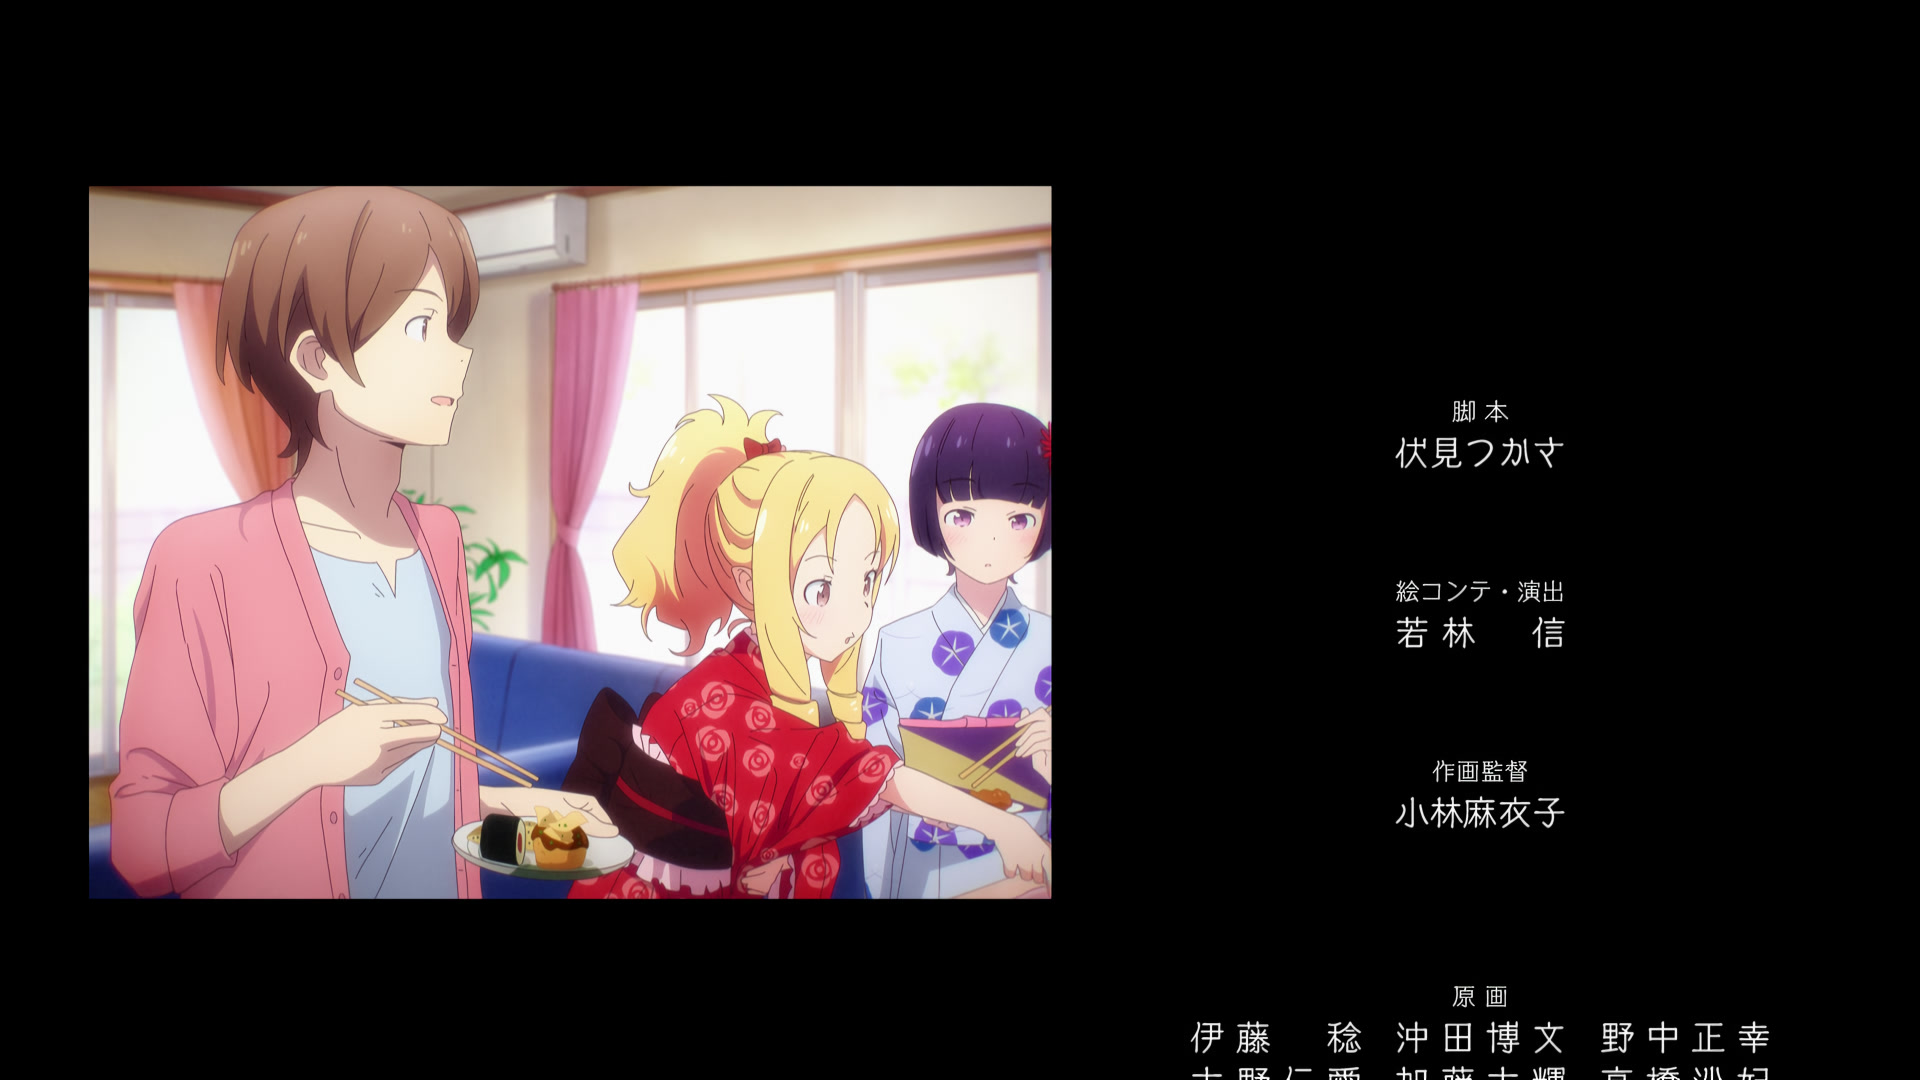 脚本
伏見つかさ
絵コンテ・演出
若林 信
作画監督
小林麻衣子
原画
伊藤 稔 沖田博文 野中正幸